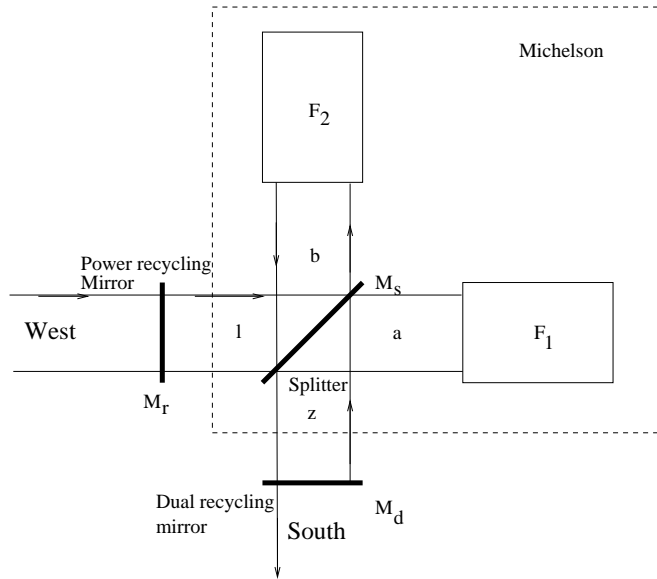 Michelson
F2
Power recycling
Mirror
b
Ms
West
l
a
F1
Splitter
Mr
z
Dual recycling
mirror
Md
South